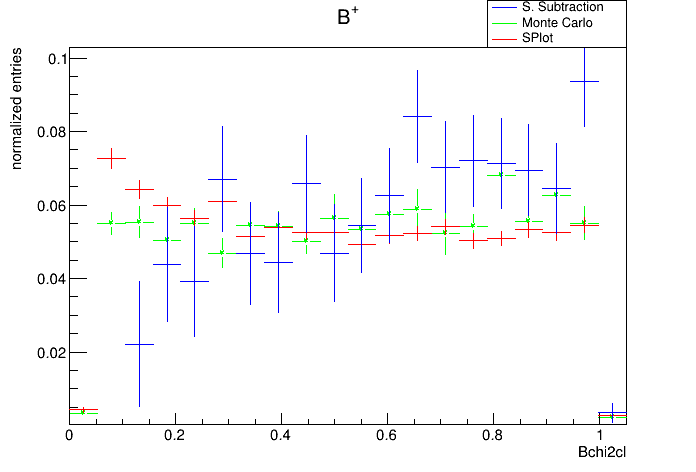 B+
S. Subtraction
Monte Carlo
SPlot
normalized entries
0.1
0.08
0.06
0.04
0.02
0 0.2 0.4 0.6 0.8 1
Bchi2cl